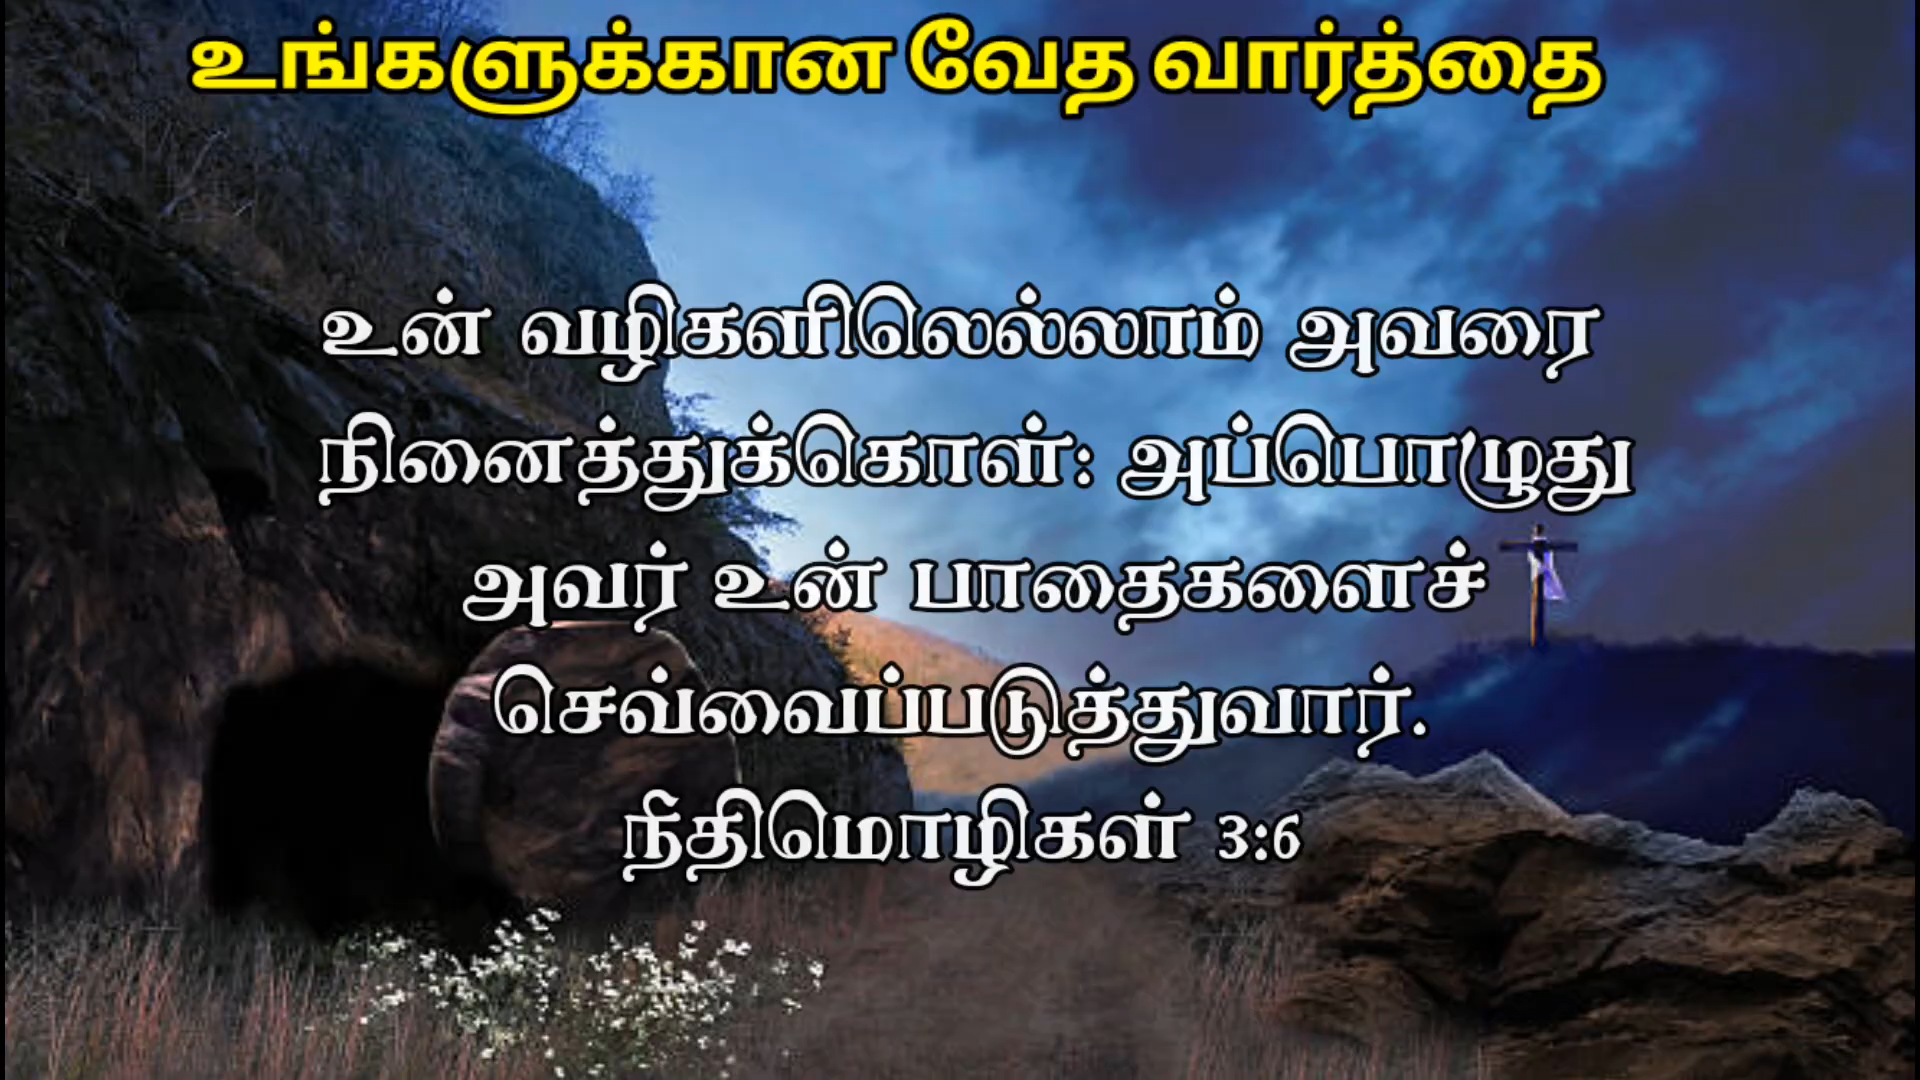 உங்களுக்கான வேத வார்த்தை
உன் வழிகளிலெல்லாம் அவரை
நினைத்துக்கொள்: அப்பொழுது
அவர் உன் பாதைகளைச்
செவ்வைப்படுத்துவார்.
நீதிமொழிகள் 3:6